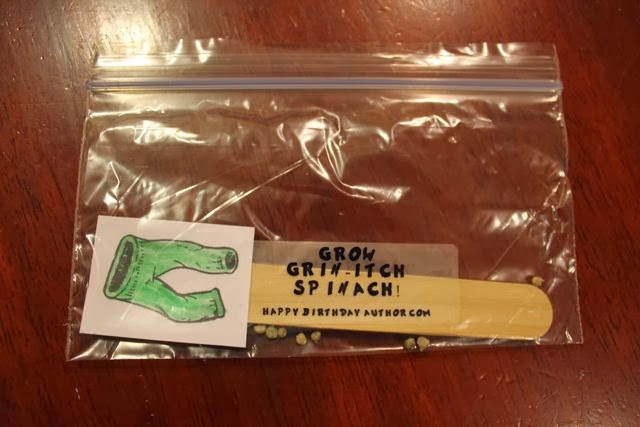 GROW
GRIN-ITCH
SPINACH!
HAPPY BIRTHDAY AUTHOR.COM